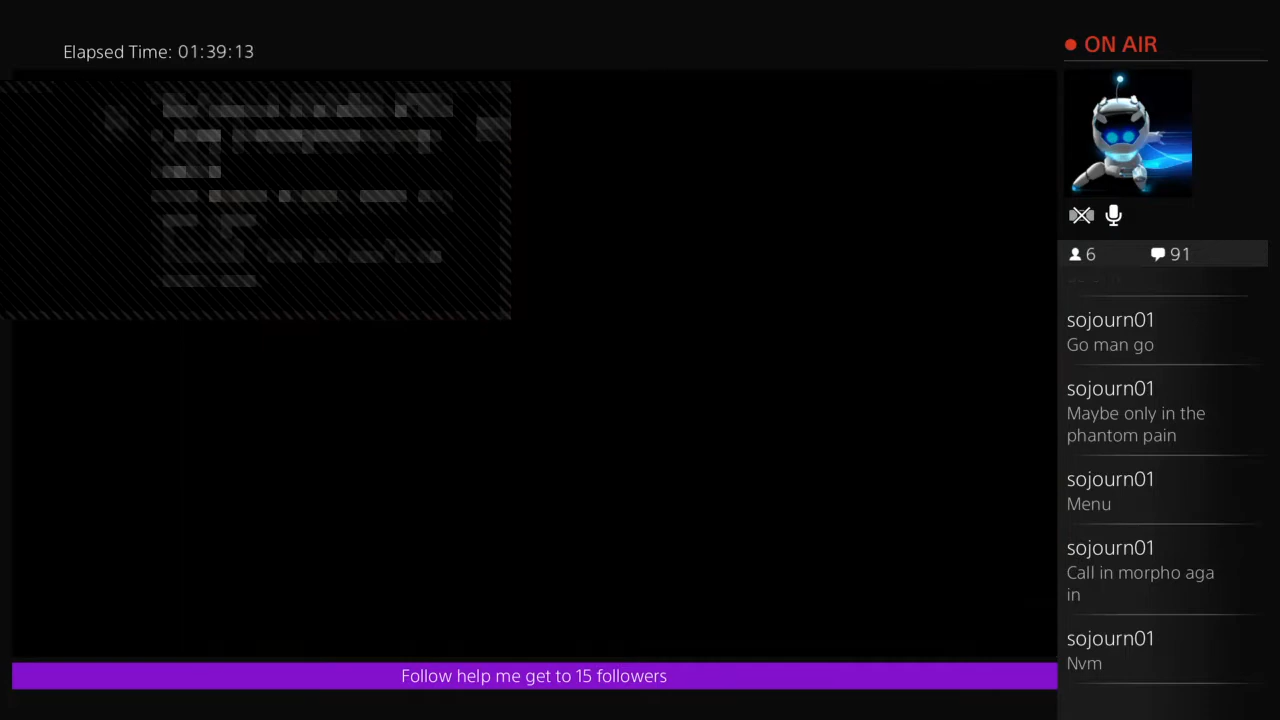 Elapsed Time: 01:39:13
ON AIR
6
91
sojourn01
Go man go
sojourn01
Maybe only in the
phantom pain
sojourn01
Menu
sojourn01
Call in morpho aga
in
sojourn01
Nvm
Follow help me get to 15 followers